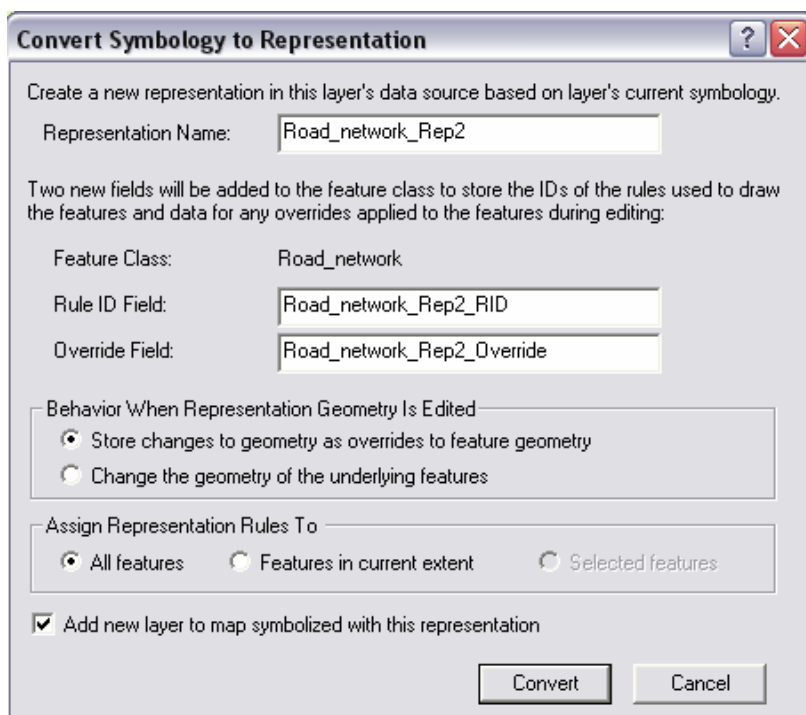 Convert Symbology to Representation
Create a new representation in this layer's data source based on layer's current symbology.
Representation Name: Road_network_Rep2
Two new fields will be added to the feature class to store the IDs of the rules used to draw
the features and data for any overrides applied to the features during editing:
Feature Class: Road_network
Rule ID Field: Road_network_Rep2_RID
Override Field: Road_network_Rep2_Override
Behavior When Representation Geometry Is Edited
Store changes to geometry as overrides to feature geometry
Change the geometry of the underlying features
Assign Representation Rules To
All features Features in current extent Selected features
Add new layer to map symbolized with this representation
Convert Cancel